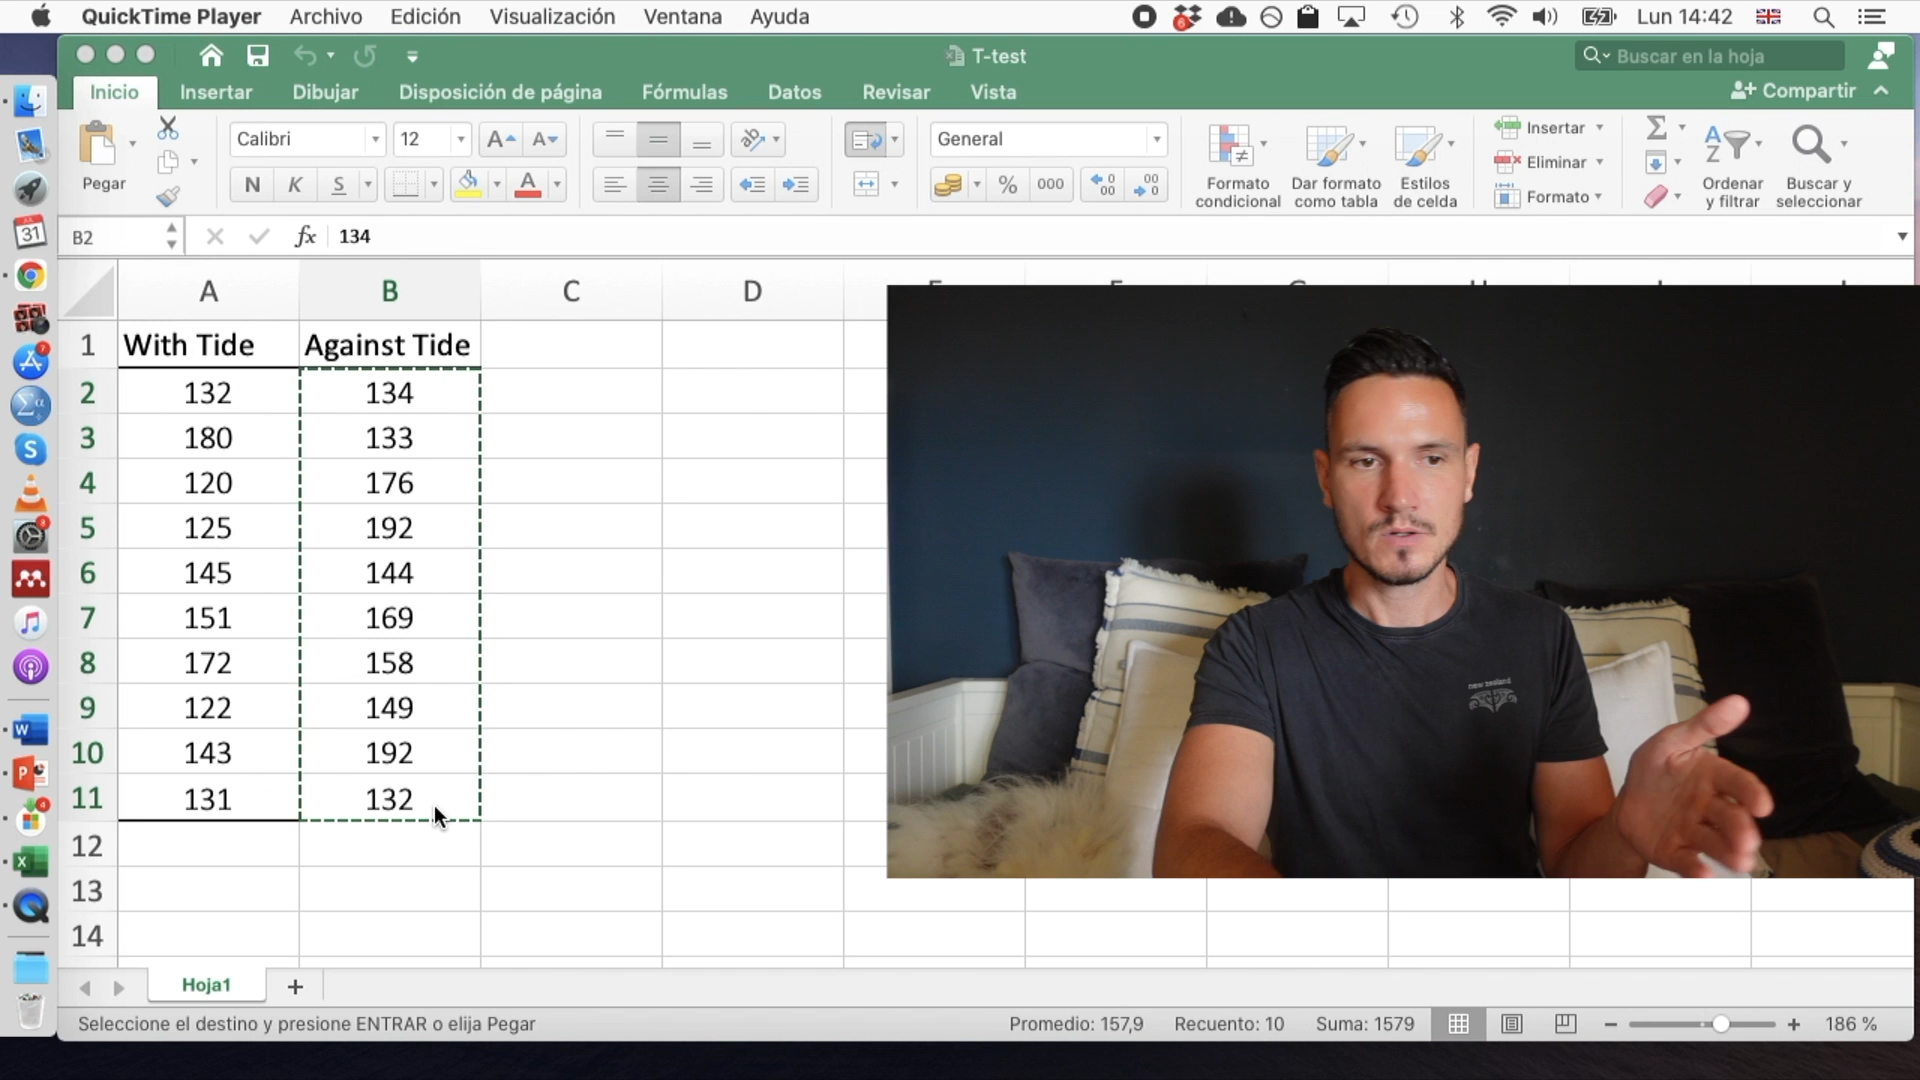 QuickTime Player Archivo Edición Visualización Ventana Ayuda Lun 14:42
T-test Buscar en la hoja
Inicio Insertar Dibujar Disposición de página Fórmulas Datos Revisar Vista Compartir
Calibri 12 General Insertar
Eliminar
Pegar N K S A % 000 Formato condicional Dar formato como tabla Estilos de celda Formato Ordenar y filtrar Buscar y seleccionar
B2 fx 134
A B C D
1 With Tide Against Tide
2 132 134
3 180 133
4 120 176
5 125 192
6 145 144
7 151 169
8 172 158
9 122 149
10 143 192
11 131 132
12
13
14
new zealand
Hoja1 +
Seleccione el destino y presione ENTRAR o elija Pegar Promedio: 157,9 Recuento: 10 Suma: 1579 186 %